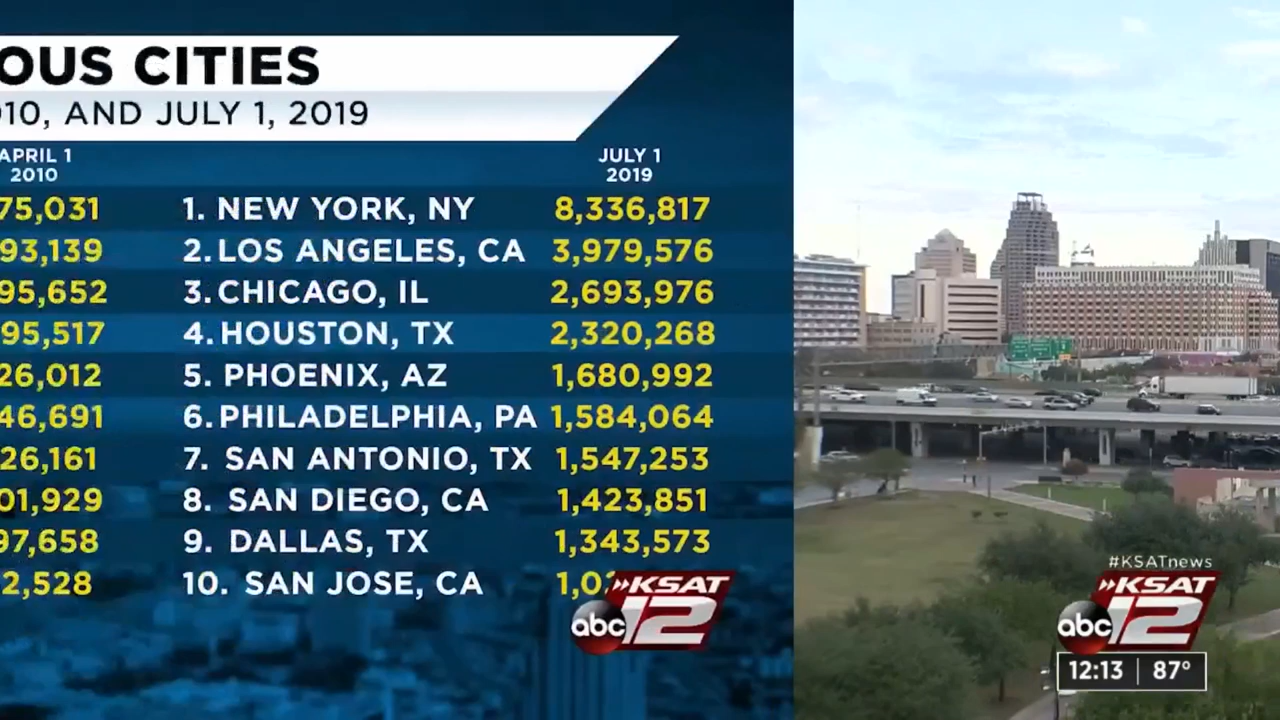 OUS CITIES
10, AND JULY 1, 2019
APRIL 1
2010
JULY 1
2019
75,031 1. NEW YORK, NY 8,336,817
93,139 2. LOS ANGELES, CA 3,979,576
95,652 3. CHICAGO, IL 2,693,976
95,517 4. HOUSTON, TX 2,320,268
26,012 5. PHOENIX, AZ 1,680,992
46,691 6. PHILADELPHIA, PA 1,584,064
26,161 7. SAN ANTONIO, TX 1,547,253
01,929 8. SAN DIEGO, CA 1,423,851
97,658 9. DALLAS, TX 1,343,573
2,528 10. SAN JOSE, CA 1,0
KSAT
abc 12
#KSATnews
KSAT
abc 12
12:13 87°